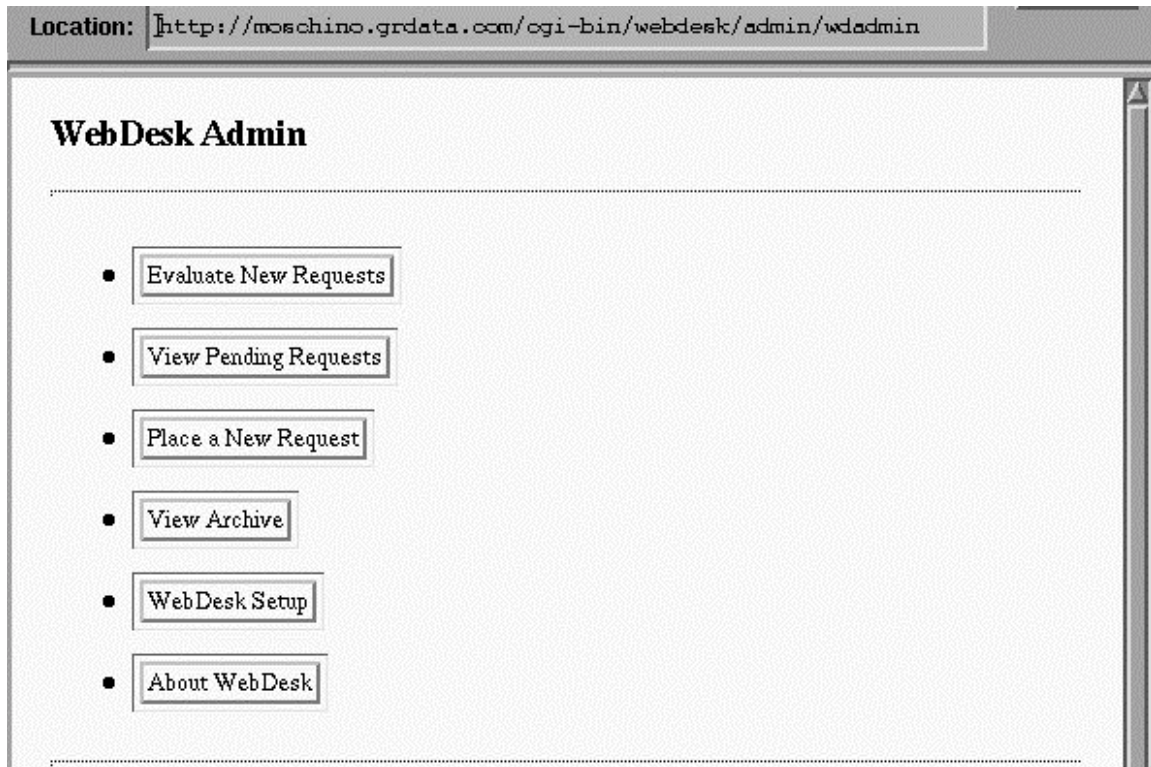 Location: http://moschino.grdata.com/cgi-bin/webdesk/admin/wdadmin
WebDesk Admin
Evaluate New Requests
View Pending Requests
Place a New Request
View Archive
WebDesk Setup
About WebDesk